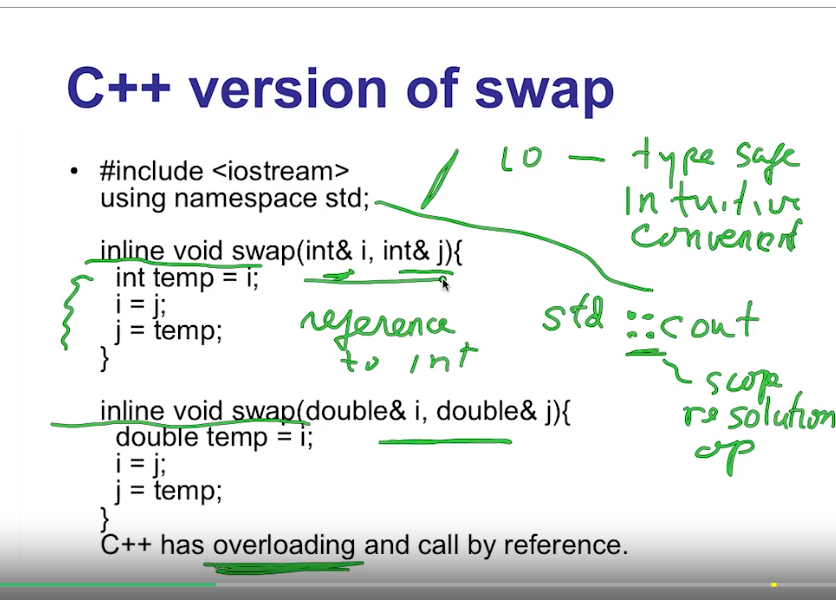 C++ version of swap
• #include <iostream>
using namespace std;
IO — type safe
Intuitive
convenent
inline void swap(int& i, int& j){
int temp = i;
i = j;
j = temp;
}
reference
to int
std ::cout
scope
resolution
op
inline void swap(double& i, double& j){
double temp = i;
i = j;
j = temp;
}
C++ has overloading and call by reference.